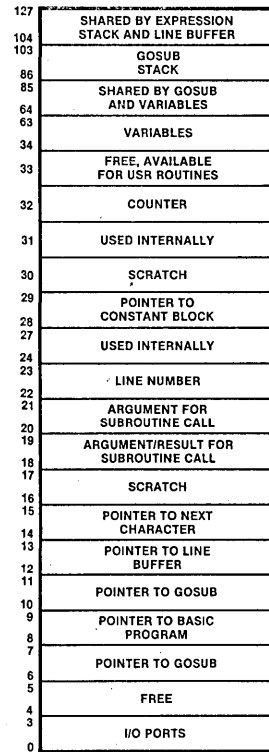 127
SHARED BY EXPRESSION
STACK AND LINE BUFFER
104
103
GOSUB
STACK
86
85
SHARED BY GOSUB
AND VARIABLES
64
63
VARIABLES
34
FREE, AVAILABLE
FOR USR ROUTINES
33
COUNTER
32
31
USED INTERNALLY
30
SCRATCH
29
POINTER TO
CONSTANT BLOCK
28
27
USED INTERNALLY
24
23
LINE NUMBER
22
21
ARGUMENT FOR
SUBROUTINE CALL
20
19
ARGUMENT/RESULT FOR
SUBROUTINE CALL
18
17
SCRATCH
16
15
POINTER TO NEXT
CHARACTER
14
13
POINTER TO LINE
BUFFER
12
11
POINTER TO GOSUB
10
9
POINTER TO BASIC
PROGRAM
8
7
POINTER TO GOSUB
6
5
FREE
4
3
I/O PORTS
0